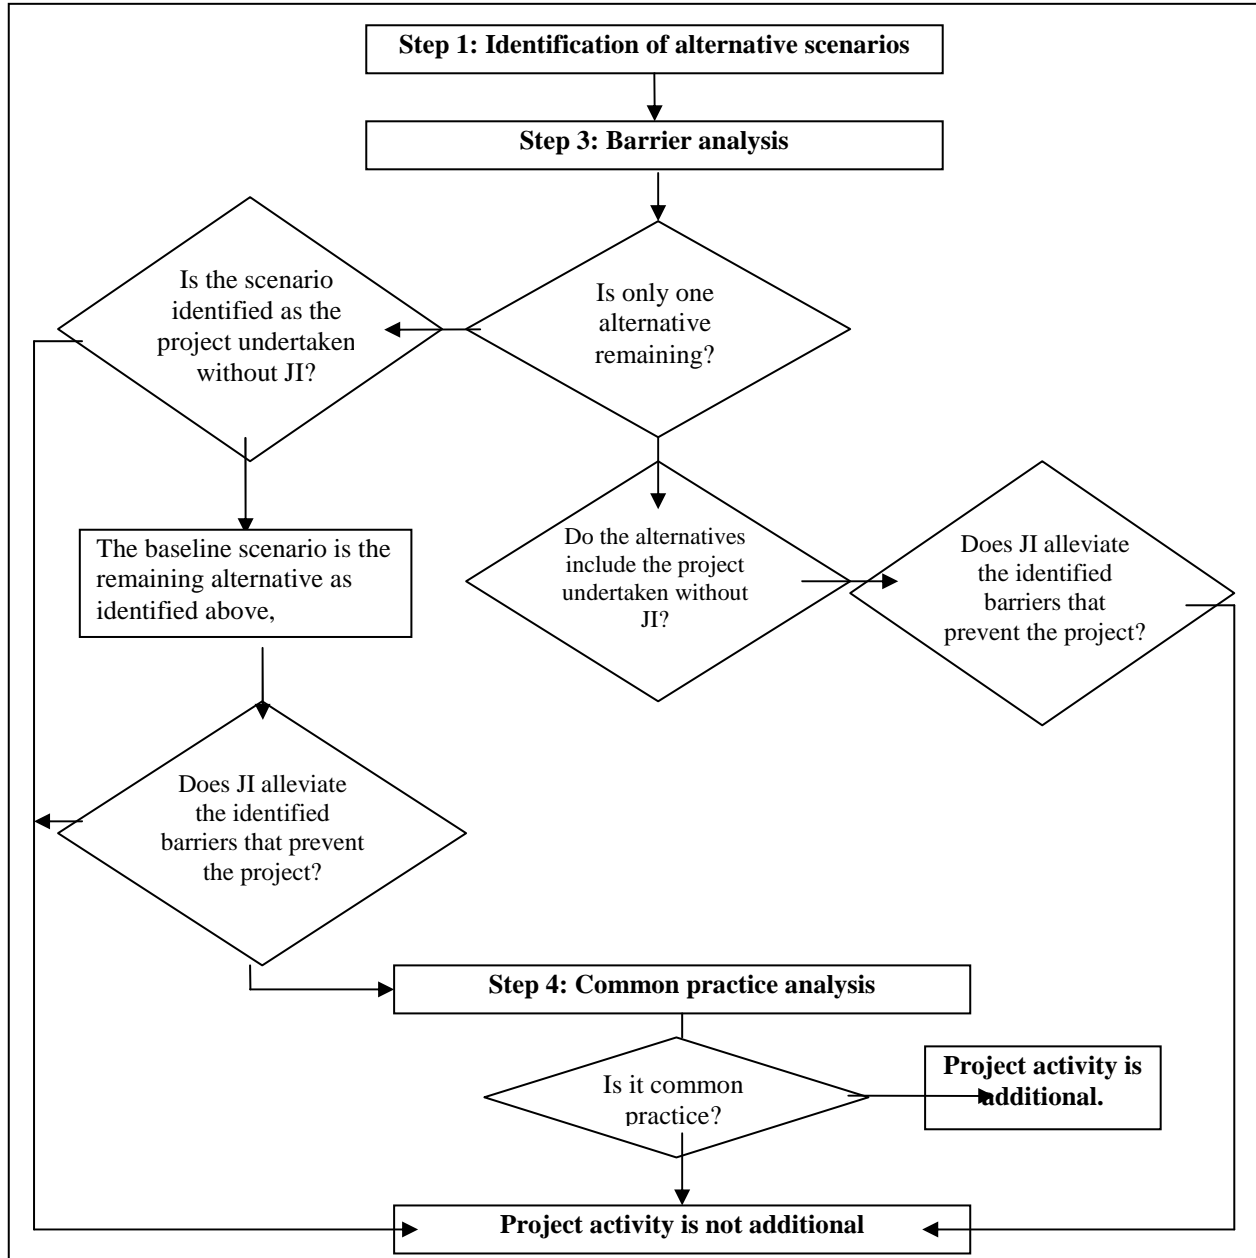 Step 1: Identification of alternative scenarios
Step 3: Barrier analysis
Is the scenario
identified as the
project undertaken
without JI?
Is only one
alternative
remaining?
Do the alternatives
include the project
undertaken without
JI?
Does JI alleviate
the identified
barriers that
prevent the project?
The baseline scenario is the
remaining alternative as
identified above,
Does JI alleviate
the identified
barriers that prevent
the project?
Step 4: Common practice analysis
Is it common
practice?
Project activity is
additional.
Project activity is not additional